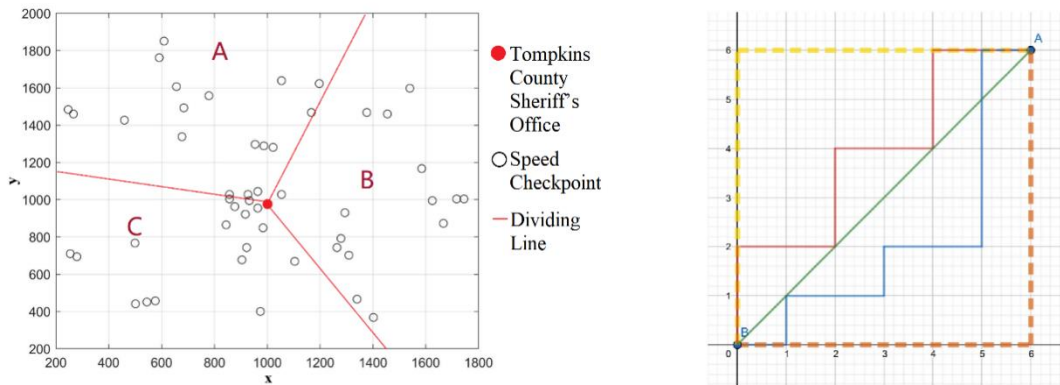 2000
1800
1600
1400
1200
1000
800
600
400
200
y
200 400 600 800 1000 1200 1400 1600 1800
x
A
B
C
Tompkins
County
Sheriff's
Office
Speed
Checkpoint
Dividing
Line
A
B
6
5
4
3
2
1
0 1 2 3 4 5 6